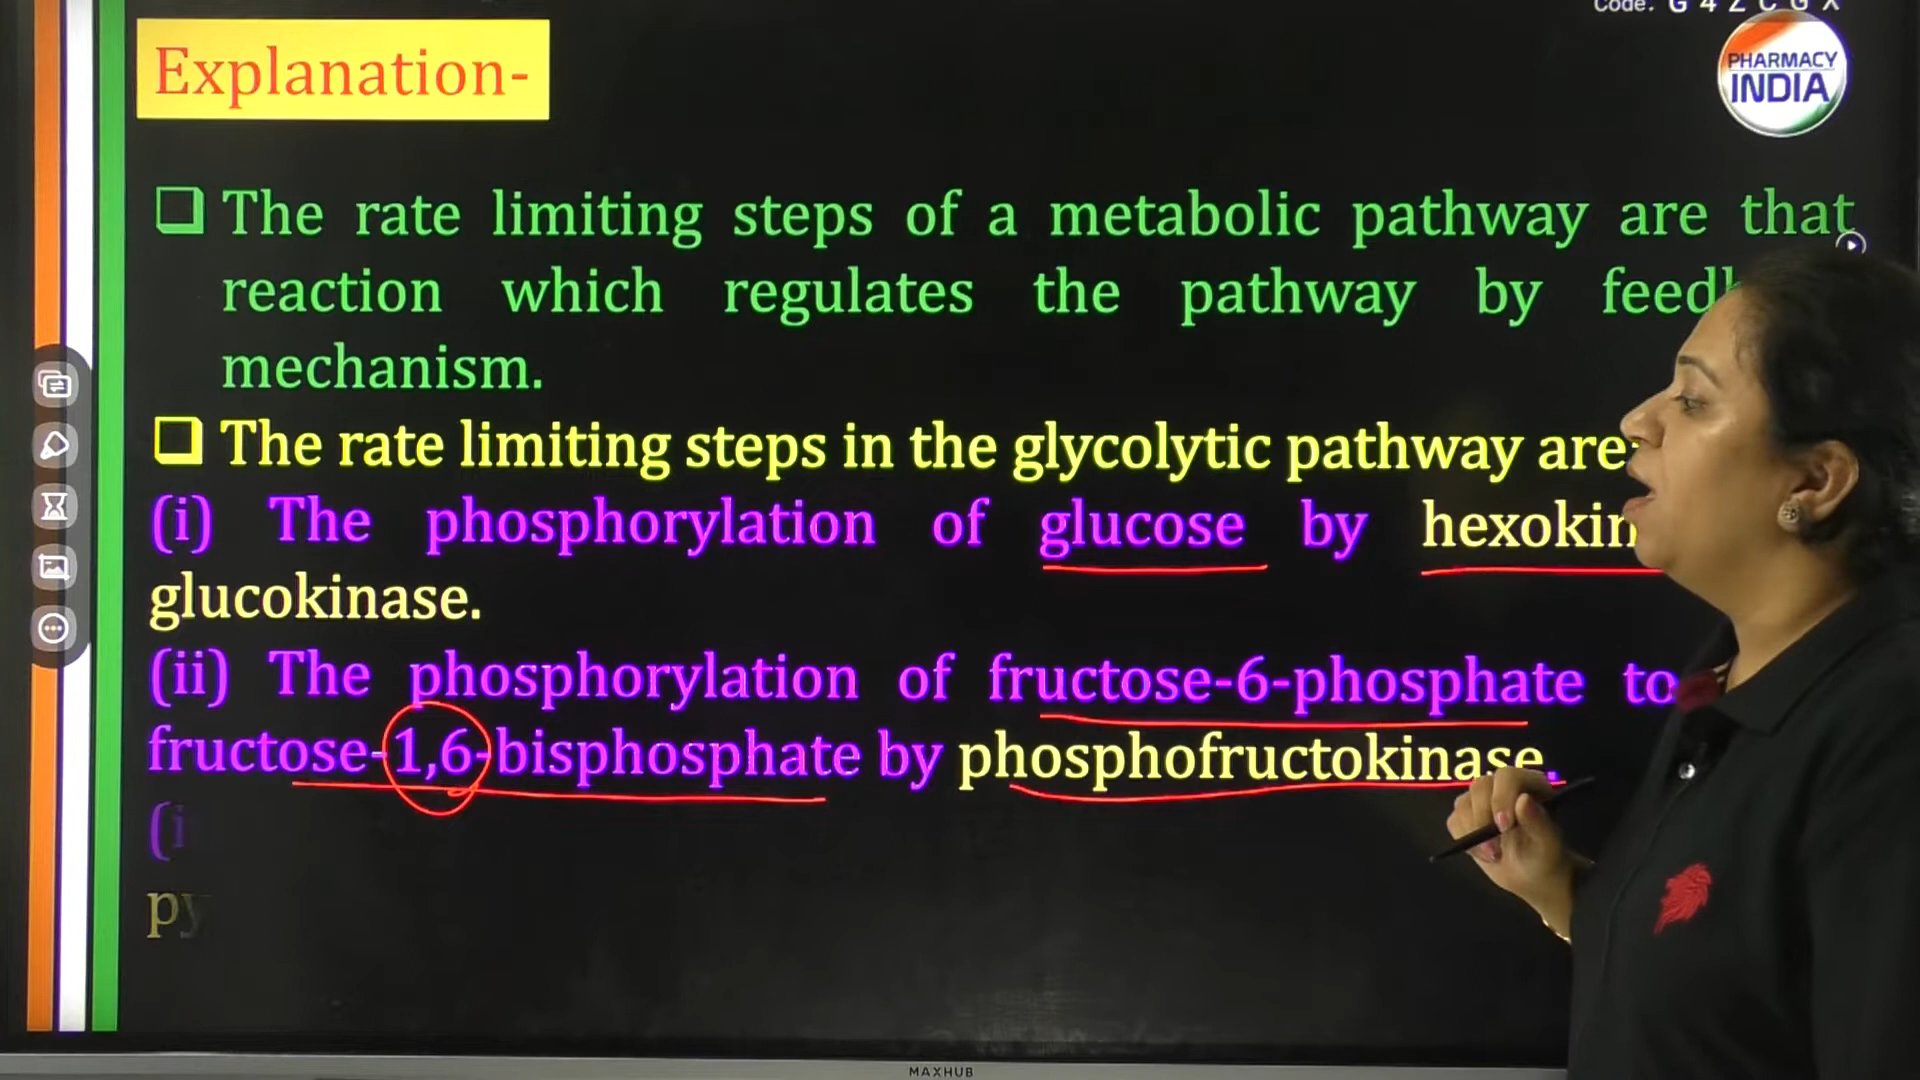 Code: G 4 Z C G X
Explanation-
PHARMACY
INDIA
The rate limiting steps of a metabolic pathway are that
reaction which regulates the pathway by
mechanism.
The rate limiting steps in the glycolytic pathway are
(i) The phosphorylation of glucose by
glucokinase.
(ii) The phosphorylation of fructose-6-phosphate to
fructose-1,6-bisphosphate by phosphofructokinase.
(i
py
MAXHUB